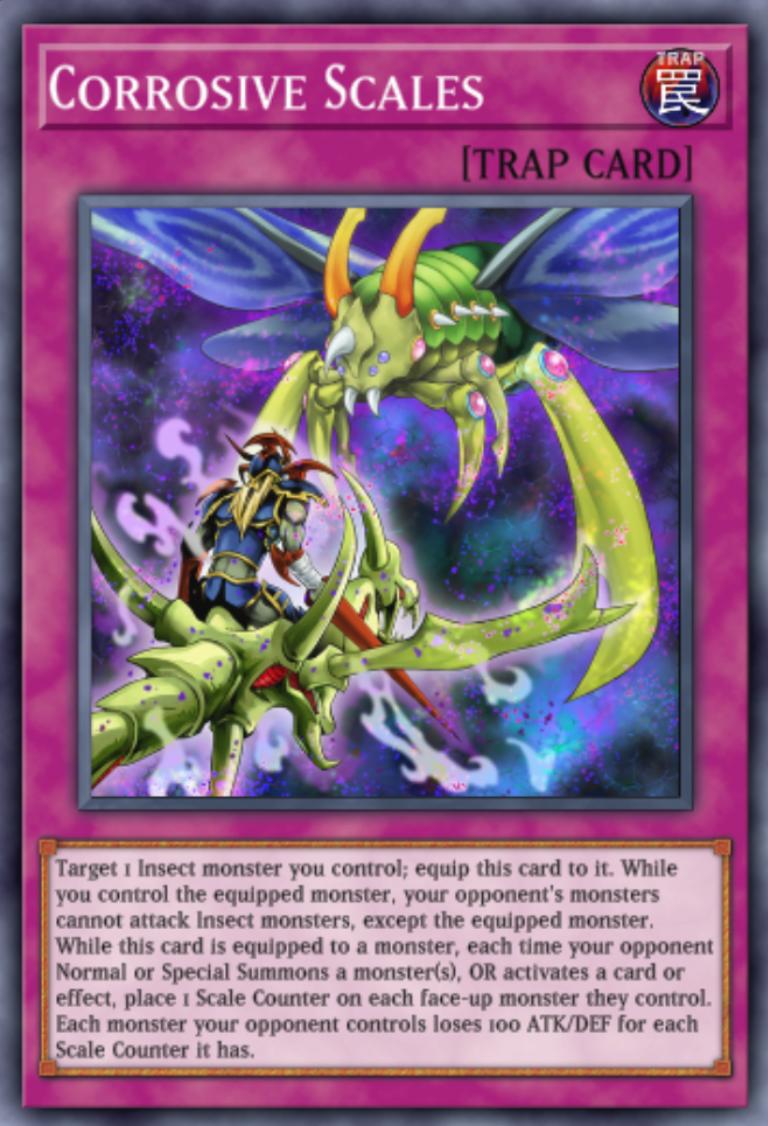 CORROSIVE SCALES
TRAP
罠
[TRAP CARD]
Target 1 Insect monster you control; equip this card to it. While
you control the equipped monster, your opponent's monsters
cannot attack Insect monsters, except the equipped monster.
While this card is equipped to a monster, each time your opponent
Normal or Special Summons a monster(s), OR activates a card or
effect, place 1 Scale Counter on each face-up monster they control.
Each monster your opponent controls loses 100 ATK/DEF for each
Scale Counter it has.